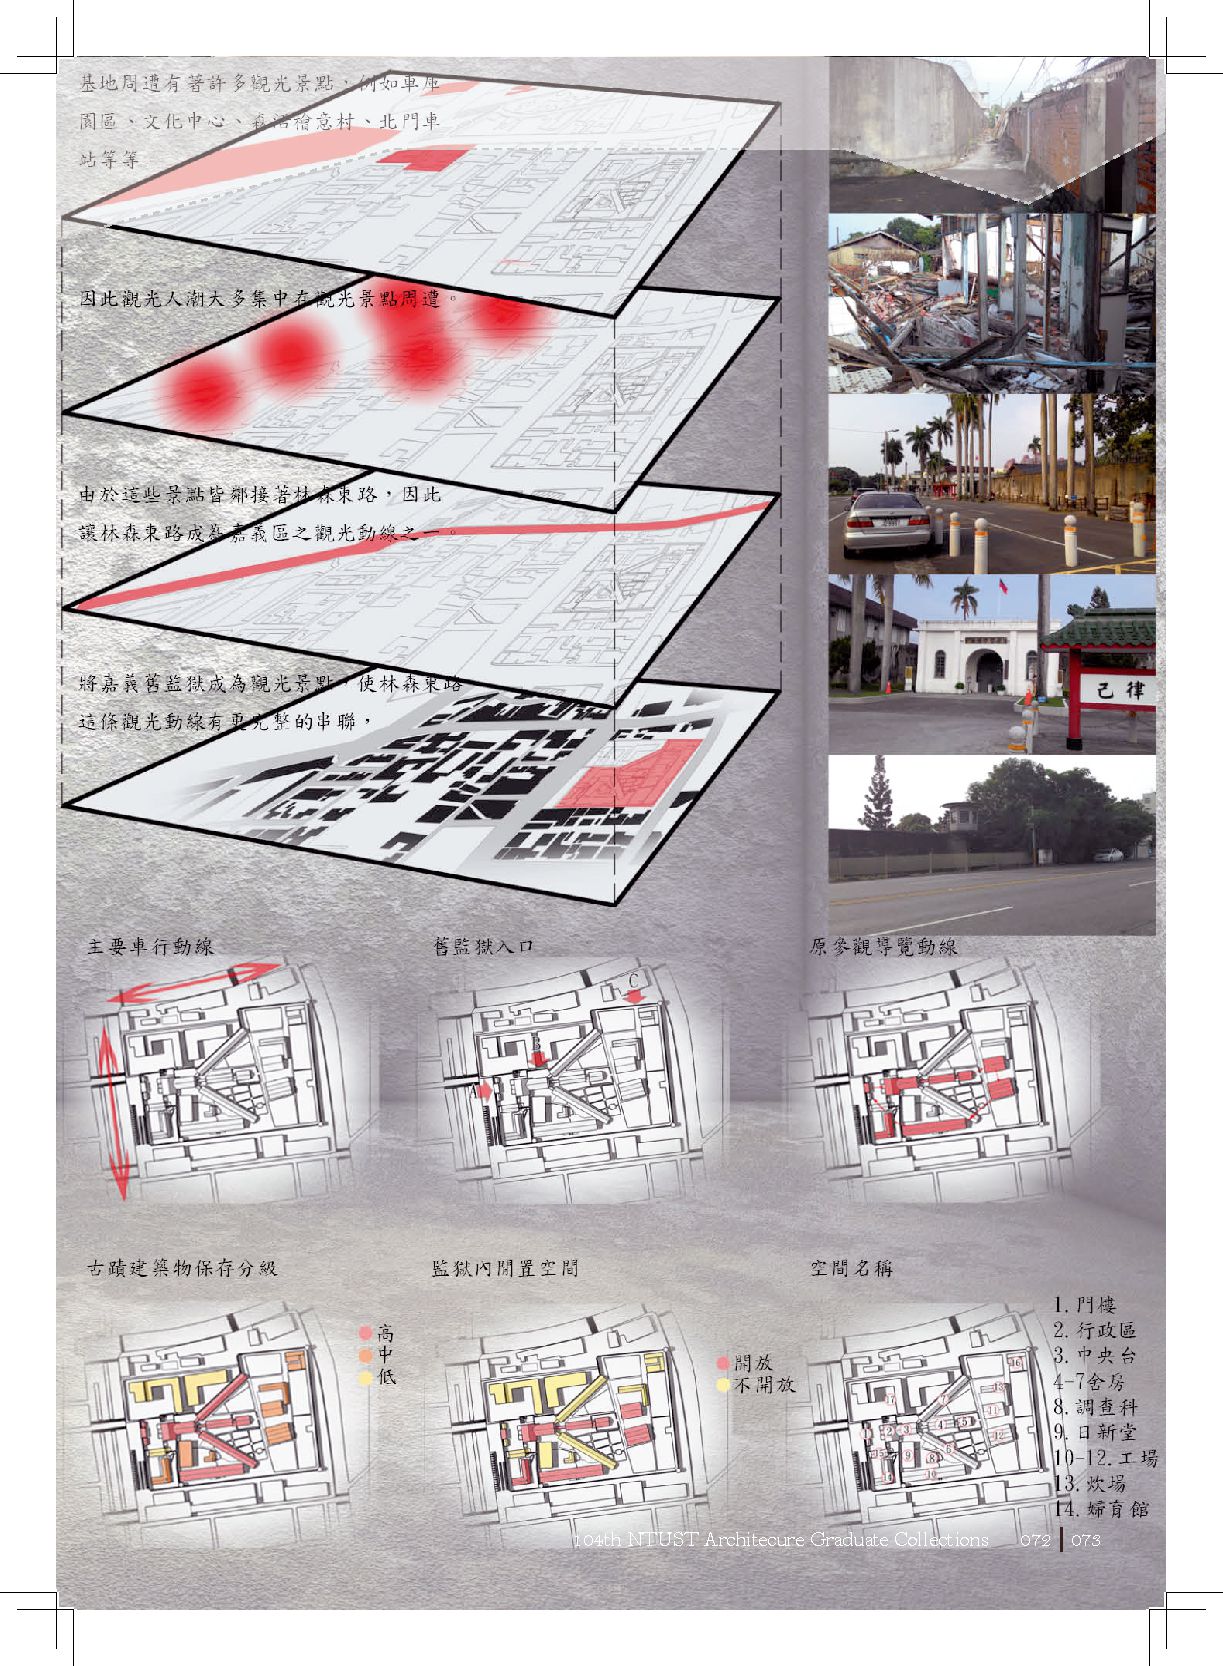 基地周遭有著許多觀光景點，例如車庫
園區、文化中心、森活檜意村、北門車
站等等
因此觀光人潮大多集中在觀光景點周遭。
由於這些景點皆鄰接著林森東路，因此
讓林森東路成為嘉義區之觀光動線之一。
將嘉義舊監獄成為觀光景點，使林森東路
這條觀光動線有更完整的串聯，
己律
主要車行動線
舊監獄入口
原參觀導覽動線
C
B
A
古蹟建築物保存分級
監獄內閒置空間
空間名稱
高
中
低
開放
不開放
1.門樓
2.行政區
3.中央台
4-7舍房
8.調查科
9.日新堂
10-12.工場
13.炊場
14.婦育館
104th NTUST Architecure Graduate Collections 072 073